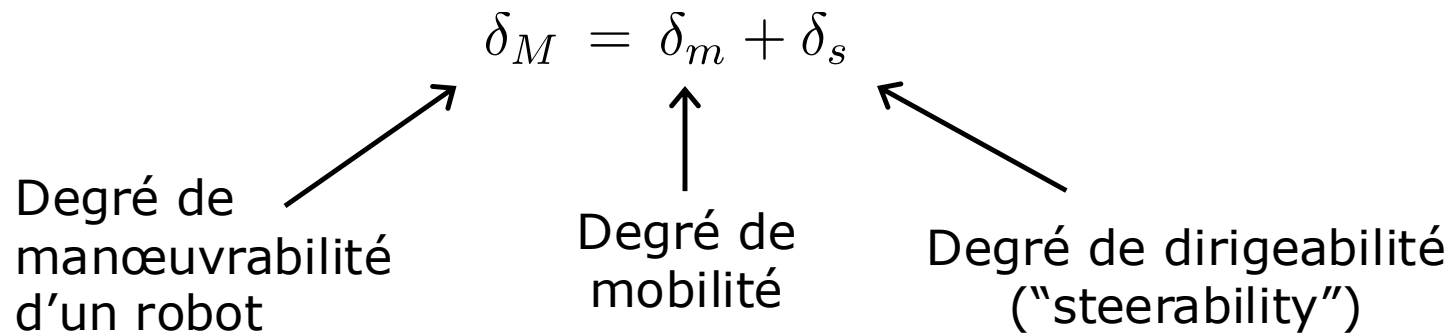 δ_M = δ_m + δ_s
Degré de
manœuvrabilité
d’un robot
Degré de
mobilité
Degré de dirigeabilité
(“steerability”)